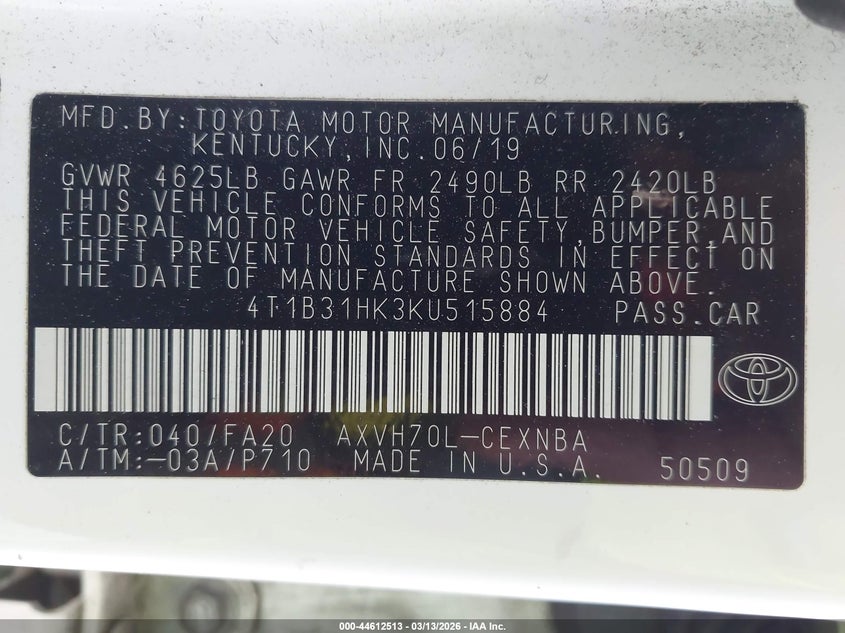 MFD.BY:TOYOTA MOTOR MANUFACTURING,
KENTUCKY,INC.06/19
GVWR 4625LB GAWR FR 2490LB RR 2420LB
THIS VEHICLE CONFORMS TO ALL APPLICABLE
FEDERAL MOTOR VEHICLE SAFETY,BUMPER,AND
THEFT PREVENTION STANDARDS IN EFFECT ON
THE DATE OF MANUFACTURE SHOWN ABOVE.
4T1B31HK3KU515884 PASS.CAR
C/TR:040/FA20 AXVH70L-CEXNBA
A/TM:-03A/P710 MADE IN U.S.A. 50509
000-44612513 - 03/13/2026 - IAA Inc.